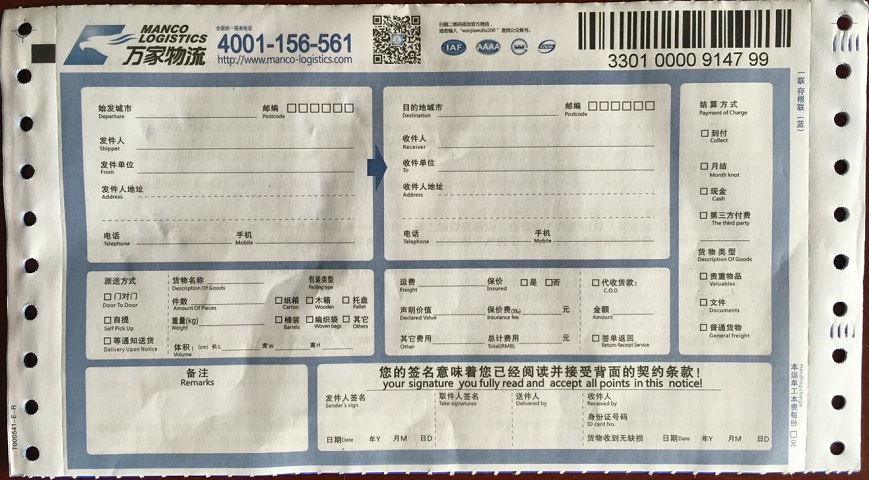 MANCO
LOGISTICS
万家物流
全国统一服务电话
4001-156-561
http://www.manco-logistics.com
扫描二维码添加官方微信，
或者输入"wanjiawuliu200"查找公众账号。
IAF
AAAA
3301 0000 9147 99
一联 存根联（蓝）
始发城市 邮编 □□□□□□
Departure Postcode
发件人
Shipper
发件单位
From
发件人地址
Address
电话 手机
Telephone Mobile
目的地城市 邮编 □□□□□□
Destination Postcode
收件人
Receiver
收件单位
To
收件人地址
Address
电话 手机
Telephone Mobile
结算方式
Payment of Charge
□ 到付
Collect
□ 月结
Month knot
□ 现金
Cash
□ 第三方付费
The third party
货物类型
Description Of Goods
□ 贵重物品
Valuables
□ 文件
Documents
□ 普通货物
General freight
派送方式
□ 门对门
Door To Door
□ 自提
Self Pick Up
□ 等通知送货
Delivery Upon Notice
货物名称 包装类型
Description Of Goods Packing type
件数 □纸箱 □木箱 □托盘
Amount Of Pieces Carton Wooden Pallet
重量(kg) □桶装 □编织袋 □其它
Weight Barrels Woven bags Others
体积： (cm) 长L 宽W 高H
Volume
运费 保价 □是 □否
Freight Insured
声明价值 保价费(3‰) 元
Declared Value Insurance fee
其它费用 总计费用 元
Other Total(RMB)
□ 代收货款：
C.O.D
金额
Amount
□ 签单返回
Return-Receipt Service
备注
Remarks
您的签名意味着您已经阅读并接受背面的契约条款！
your signature you fully read and accept all points in this notice!
发件人签名 取件人签名 送件人 收件人
Sender's sign Take signatures Delivered by Received by
身份证号码
ID card No.
日期Date 年Y 月M 日D 货物收到无缺损 日期Date 年Y 月M 日D
Handling charge
本运单工本费每份 □ 元
T000541-E-R